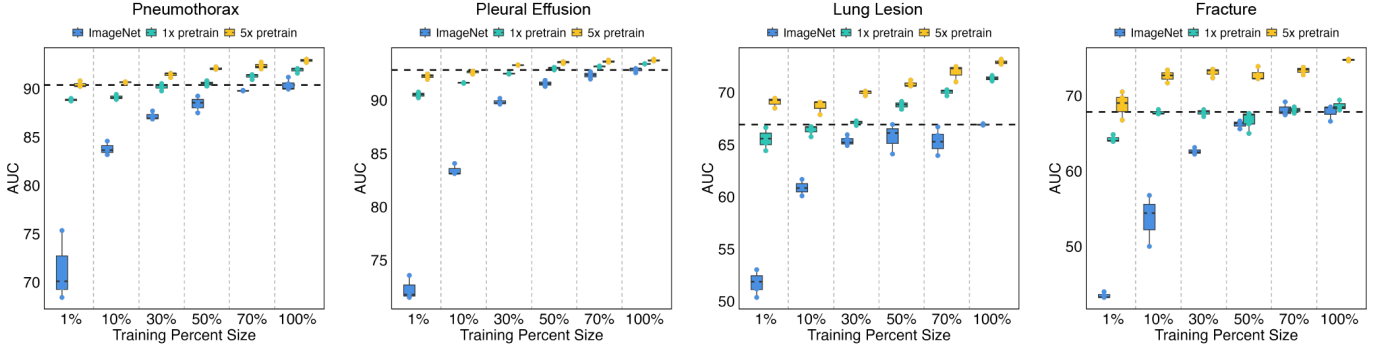 Pneumothorax
ImageNet 1x pretrain 5x pretrain
AUC
90
85
80
75
70
1% 10% 30% 50% 70% 100%
Training Percent Size
Pleural Effusion
ImageNet 1x pretrain 5x pretrain
AUC
90
85
80
75
1% 10% 30% 50% 70% 100%
Training Percent Size
Lung Lesion
ImageNet 1x pretrain 5x pretrain
AUC
70
65
60
55
50
1% 10% 30% 50% 70% 100%
Training Percent Size
Fracture
ImageNet 1x pretrain 5x pretrain
AUC
70
60
50
1% 10% 30% 50% 70% 100%
Training Percent Size